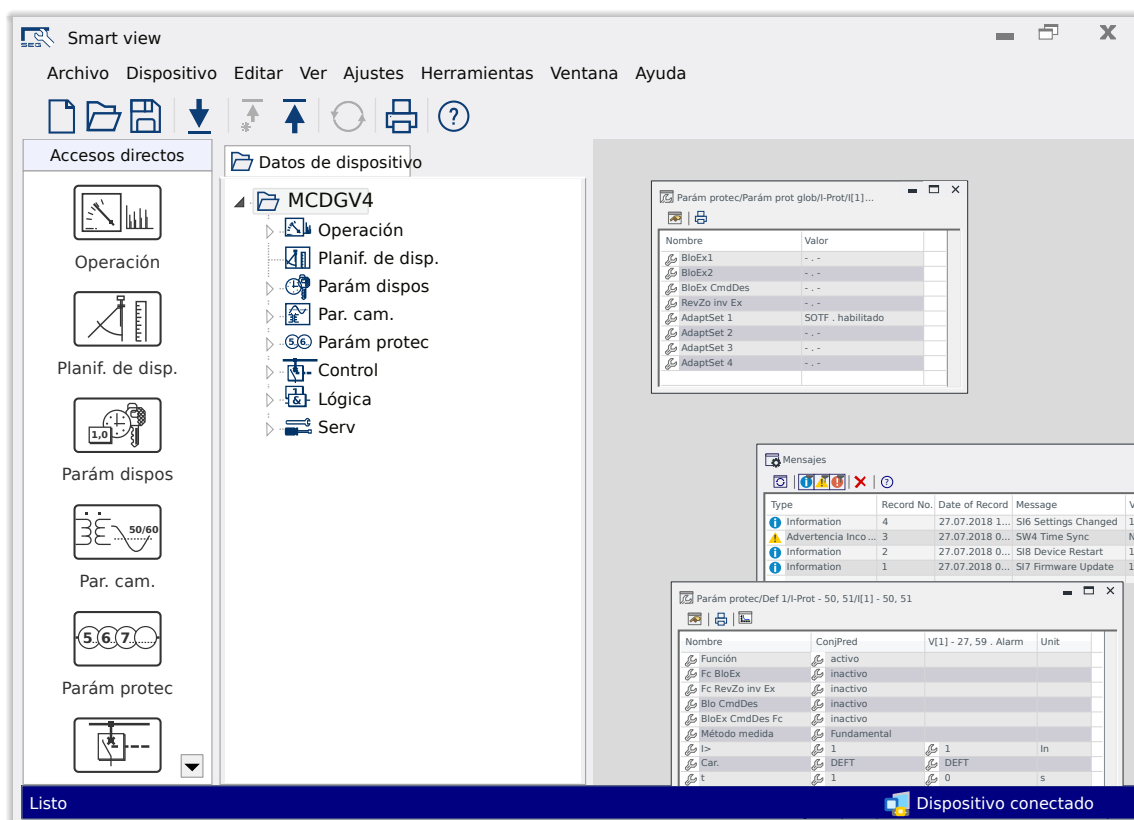 SEG
Smart view
Archivo Dispositivo Editar Ver Ajustes Herramientas Ventana Ayuda
Accesos directos
Operación
Planif. de disp.
1,0
Parám dispos
50/60
Par. cam.
5.6.7.
Parám protec
Datos de dispositivo
MCDGV4
Operación
Planif. de disp.
Parám dispos
Par. cam.
Parám protec
Control
Lógica
Serv
Parám protec/Parám prot glob/I-Prot/I[1]...
Nombre Valor
BloEx1 - . -
BloEx2 - . -
BloEx CmdDes - . -
RevZo inv Ex - . -
AdaptSet 1 SOTF . habilitado
AdaptSet 2 - . -
AdaptSet 3 - . -
AdaptSet 4 - . -
Mensajes
Type Record No. Date of Record Message V
Information 4 27.07.2018 1... SI6 Settings Changed 1
Advertencia Inco... 3 27.07.2018 0... SW4 Time Sync N
Information 2 27.07.2018 0... SI8 Device Restart 1
Information 1 27.07.2018 0... SI7 Firmware Update 1
Parám protec/Def 1/I-Prot - 50, 51/I[1] - 50, 51
Nombre ConjPred V[1] - 27, 59 . Alarm Unit
Función activo
Fc BloEx inactivo
Fc RevZo inv Ex inactivo
Blo CmdDes inactivo
BloEx CmdDes Fc inactivo
Método medida Fundamental
I> 1 1 In
Car. DEFT DEFT
t 1 0 s
Listo
Dispositivo conectado